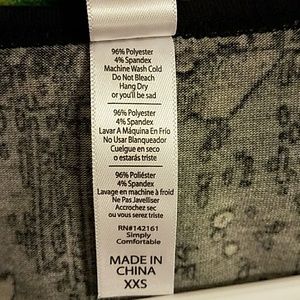 96% Polyester
4% Spandex
Machine Wash Cold
Do Not Bleach
Hang Dry
or you'll be sad
96% Polyester
4% Spandex
Lavar A Máquina En Frío
No Usar Blanqueador
Cuelgue en seco
o estarás triste
96% Poliéster
4% Spandex
Lavage en machine à froid
Ne Pas Javelliser
Accrochez sec
ou vous serez triste
RN#142161
Simply
Comfortable
MADE IN
CHINA
XXS